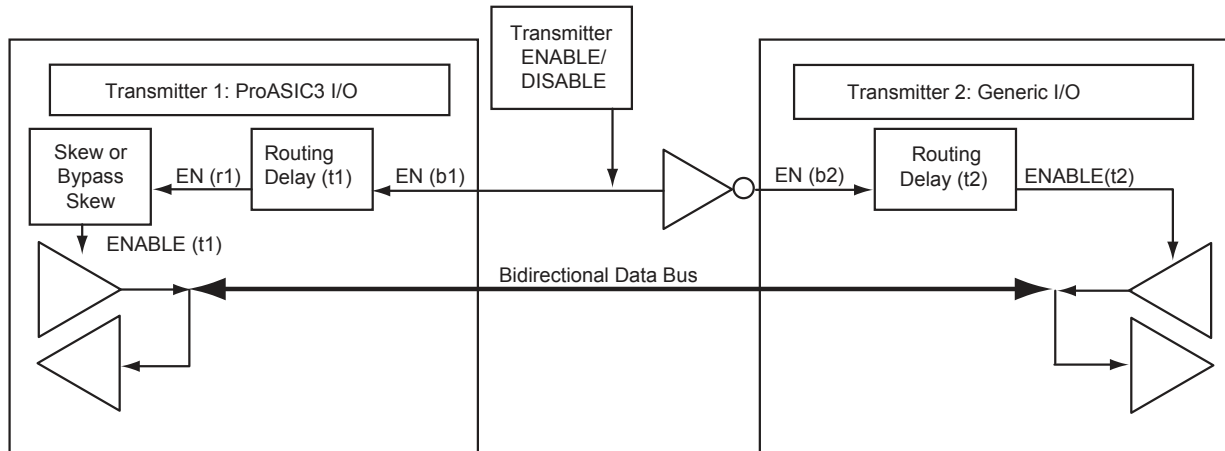 Transmitter
ENABLE/
DISABLE
Transmitter 1: ProASIC3 I/O
Transmitter 2: Generic I/O
Skew or
Bypass
Skew
EN (r1)
Routing
Delay (t1)
EN (b1)
EN (b2)
Routing
Delay (t2)
ENABLE(t2)
ENABLE (t1)
Bidirectional Data Bus